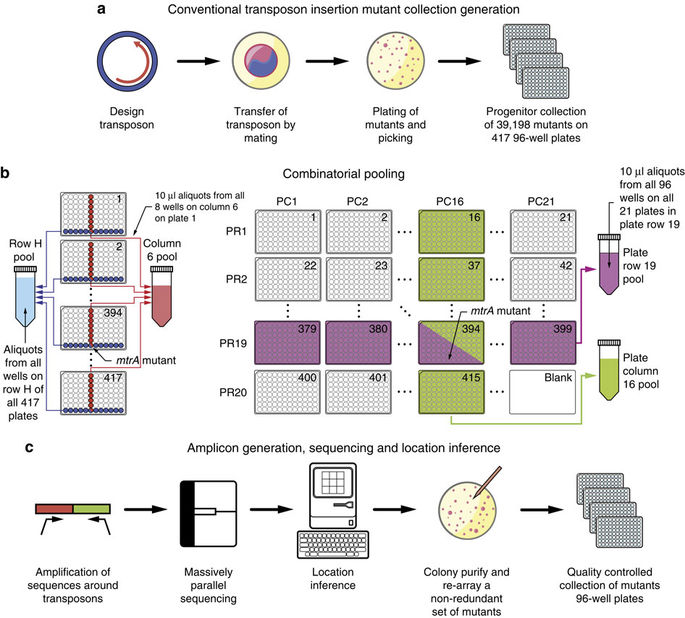 a
Conventional transposon insertion mutant collection generation
Design
transposon
Transfer of
transposon by
mating
Plating of
mutants and
picking
Progenitor collection
of 39,198 mutants on
417 96-well plates
b
Combinatorial pooling
10 µl aliquots from all
8 wells on column 6
on plate 1
1
2
394
417
Row H
pool
Column
6 pool
mtrA mutant
Aliquots
from all
wells on
row H of
all 417
plates
PC1
PC2
PC16
PC21
PR1
1
2
16
21
PR2
22
23
37
42
mtrA mutant
PR19
379
380
394
399
PR20
400
401
415
Blank
10 µl aliquots
from all 96
wells on all
21 plates in
plate row 19
Plate
row 19
pool
Plate
column
16 pool
c
Amplicon generation, sequencing and location inference
Amplification of
sequences around
transposons
Massively
parallel
sequencing
Location
inference
Colony purify and
re-array a
non-redundant
set of mutants
Quality controlled
collection of mutants
96-well plates